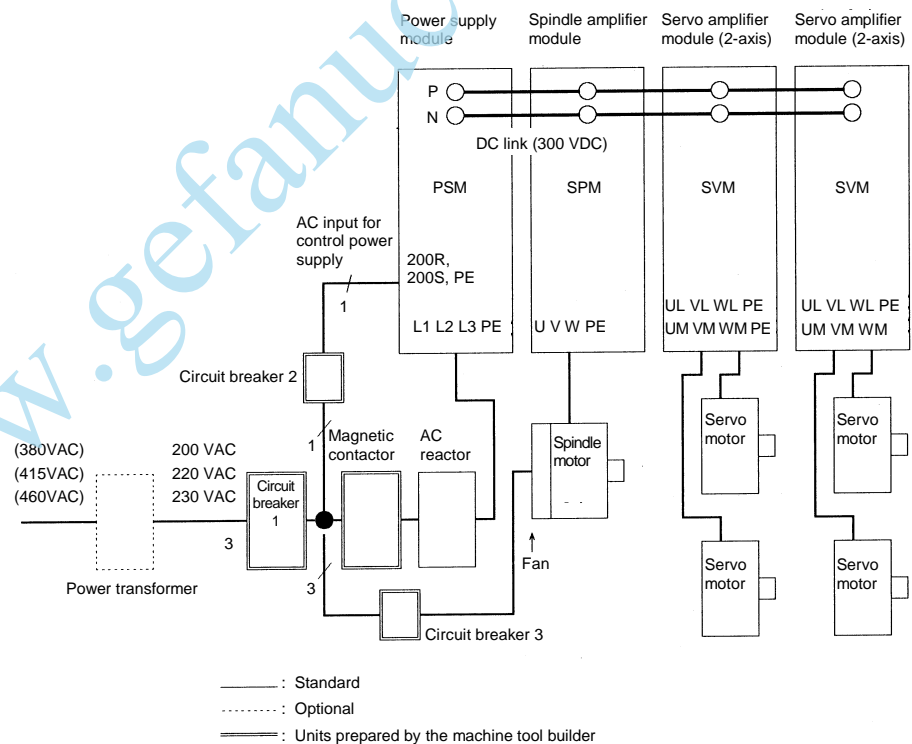 Power supply module
Spindle amplifier module
Servo amplifier module (2-axis)
Servo amplifier module (2-axis)
P
N
DC link (300 VDC)
PSM
SPM
SVM
SVM
AC input for control power supply
1
200R,
200S, PE
L1 L2 L3 PE
U V W PE
UL VL WL PE
UM VM WM PE
UL VL WL PE
UM VM WM
Circuit breaker 2
1
(380VAC)
(415VAC)
(460VAC)
200 VAC
220 VAC
230 VAC
Power transformer
3
Circuit breaker 1
Magnetic contactor
AC reactor
3
Circuit breaker 3
Spindle motor
Fan
Servo motor
Servo motor
Servo motor
Servo motor
: Standard
: Optional
: Units prepared by the machine tool builder
w.gefanuc